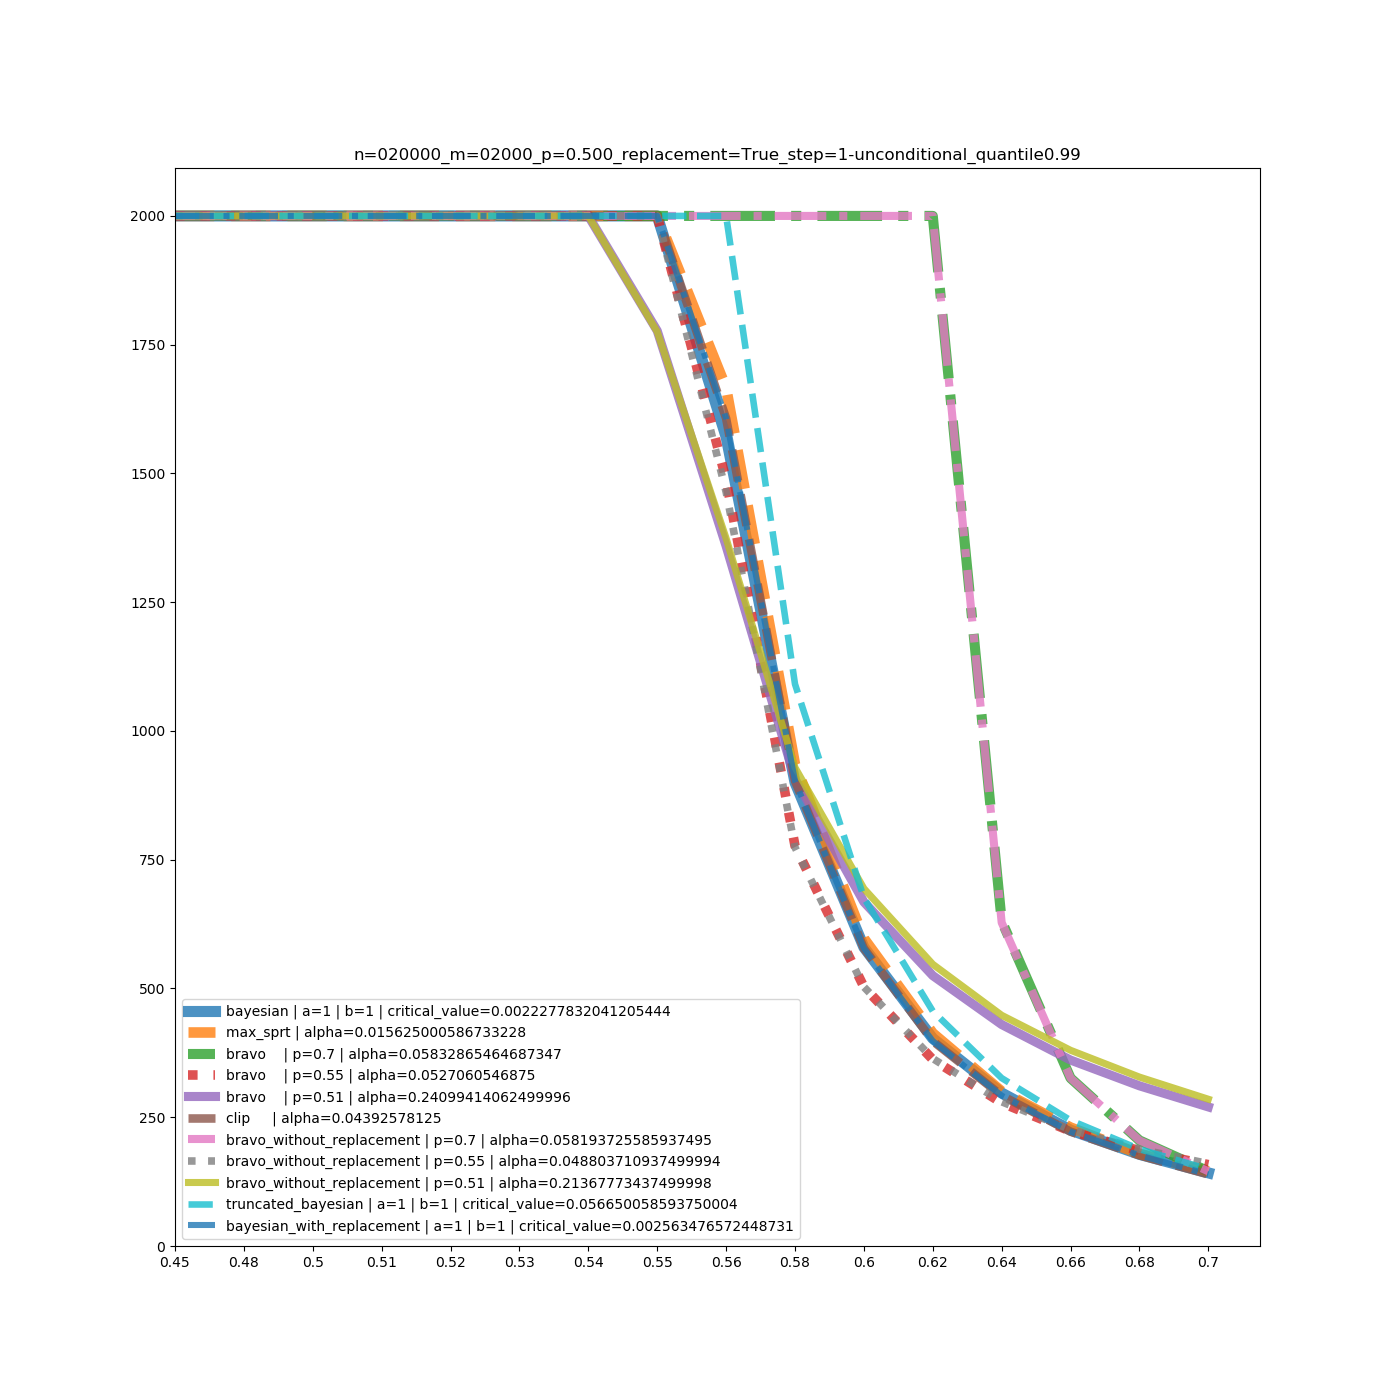 n=020000_m=02000_p=0.500_replacement=True_step=1-unconditional_quantile0.99
2000
1750
1500
1250
1000
750
500
250
0
bayesian | a=1 | b=1 | critical_value=0.0022277832041205444
max_sprt | alpha=0.015625000586733228
bravo | p=0.7 | alpha=0.05832865464687347
bravo | p=0.55 | alpha=0.0527060546875
bravo | p=0.51 | alpha=0.24099414062499996
clip | alpha=0.04392578125
bravo_without_replacement | p=0.7 | alpha=0.058193725585937495
bravo_without_replacement | p=0.55 | alpha=0.048803710937499994
bravo_without_replacement | p=0.51 | alpha=0.21367773437499998
truncated_bayesian | a=1 | b=1 | critical_value=0.056650058593750004
bayesian_with_replacement | a=1 | b=1 | critical_value=0.002563476572448731
0.45 0.48 0.5 0.51 0.52 0.53 0.54 0.55 0.56 0.58 0.6 0.62 0.64 0.66 0.68 0.7